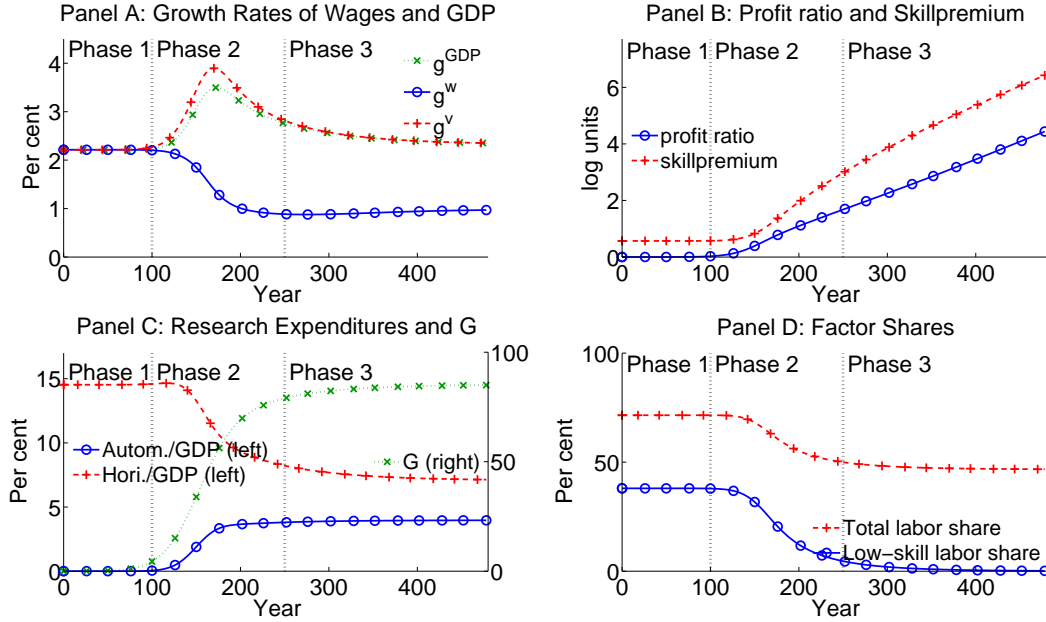 Panel A: Growth Rates of Wages and GDP
Phase 1 Phase 2 Phase 3
4
3
2
1
0
Per cent
g^GDP
g^w
g^v
0 100 200 300 400
Year
Panel B: Profit ratio and Skillpremium
Phase 1 Phase 2 Phase 3
6
4
2
0
log units
profit ratio
skillpremium
0 100 200 300 400
Year
Panel C: Research Expenditures and G
Phase 1 Phase 2 Phase 3
15
10
5
0
Per cent
100
50
0
Autom./GDP (left)
Hori./GDP (left)
G (right)
0 100 200 300 400
Year
Panel D: Factor Shares
Phase 1 Phase 2 Phase 3
100
50
0
Per cent
Total labor share
Low−skill labor share
0 100 200 300 400
Year